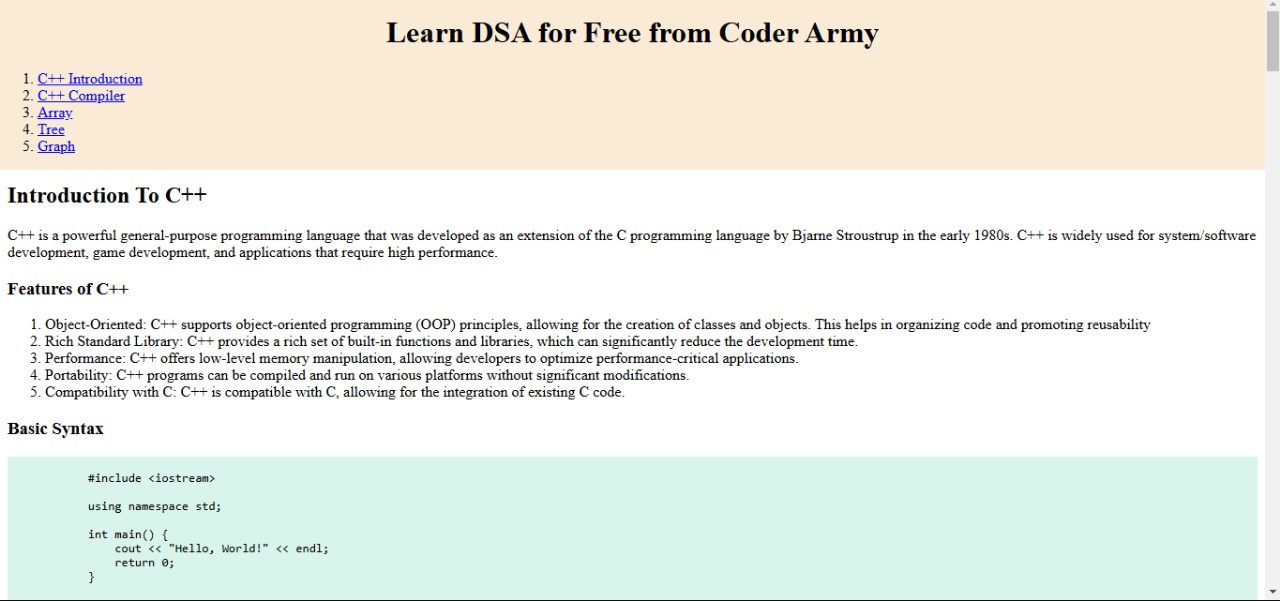 Learn DSA for Free from Coder Army
1. C++ Introduction
2. C++ Compiler
3. Array
4. Tree
5. Graph
Introduction To C++
C++ is a powerful general-purpose programming language that was developed as an extension of the C programming language by Bjarne Stroustrup in the early 1980s. C++ is widely used for system/software
development, game development, and applications that require high performance.
Features of C++
1. Object-Oriented: C++ supports object-oriented programming (OOP) principles, allowing for the creation of classes and objects. This helps in organizing code and promoting reusability
2. Rich Standard Library: C++ provides a rich set of built-in functions and libraries, which can significantly reduce the development time.
3. Performance: C++ offers low-level memory manipulation, allowing developers to optimize performance-critical applications.
4. Portability: C++ programs can be compiled and run on various platforms without significant modifications.
5. Compatibility with C: C++ is compatible with C, allowing for the integration of existing C code.
Basic Syntax
#include <iostream>
using namespace std;
int main() {
    cout << "Hello, World!" << endl;
    return 0;
}